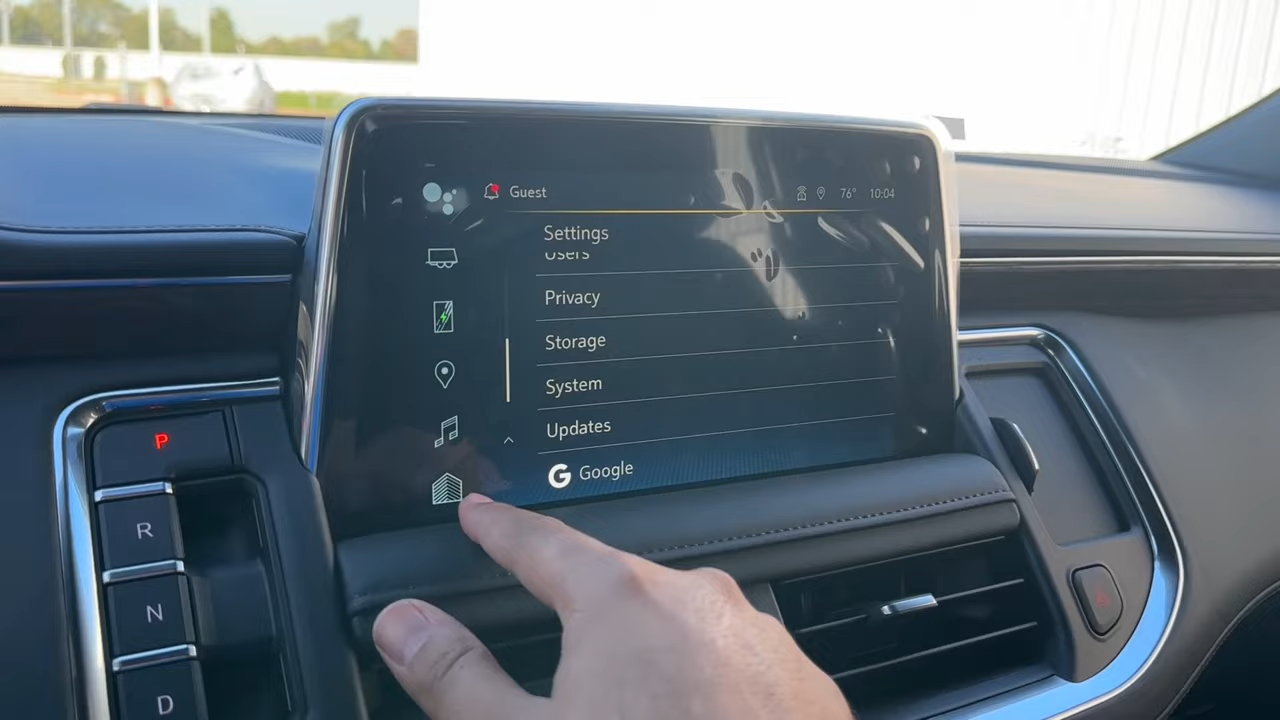 Guest 76° 10:04
Settings
Users
Privacy
Storage
System
Updates
G Google
P
R
N
D